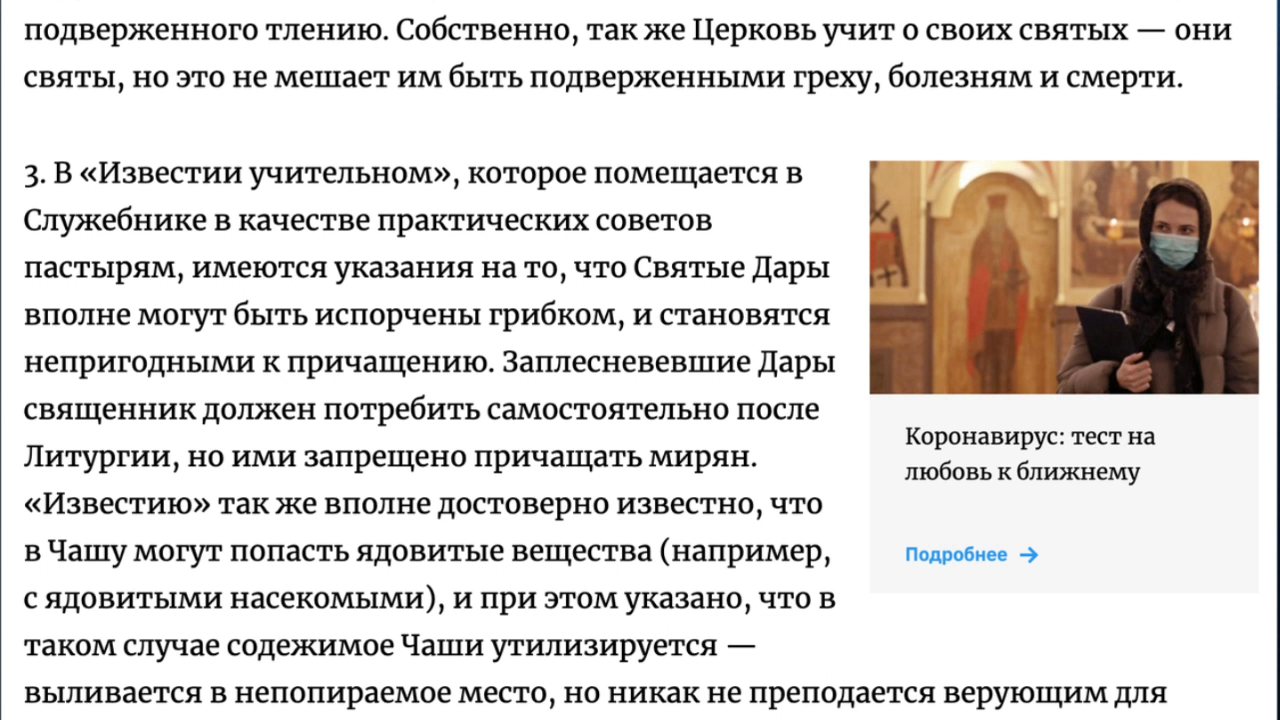 подверженного тлению. Собственно, так же Церковь учит о своих святых — они
святы, но это не мешает им быть подверженными греху, болезням и смерти.
3. В «Известии учительном», которое помещается в
Служебнике в качестве практических советов
пастырям, имеются указания на то, что Святые Дары
вполне могут быть испорчены грибком, и становятся
непригодными к причащению. Заплесневевшие Дары
священник должен потребить самостоятельно после
Литургии, но ими запрещено причащать мирян.
«Известию» так же вполне достоверно известно, что
в Чашу могут попасть ядовитые вещества (например,
с ядовитыми насекомыми), и при этом указано, что в
таком случае содежимое Чаши утилизируется —
выливается в непопираемое место, но никак не преподается верующим для
Коронавирус: тест на
любовь к ближнему
Подробнее →